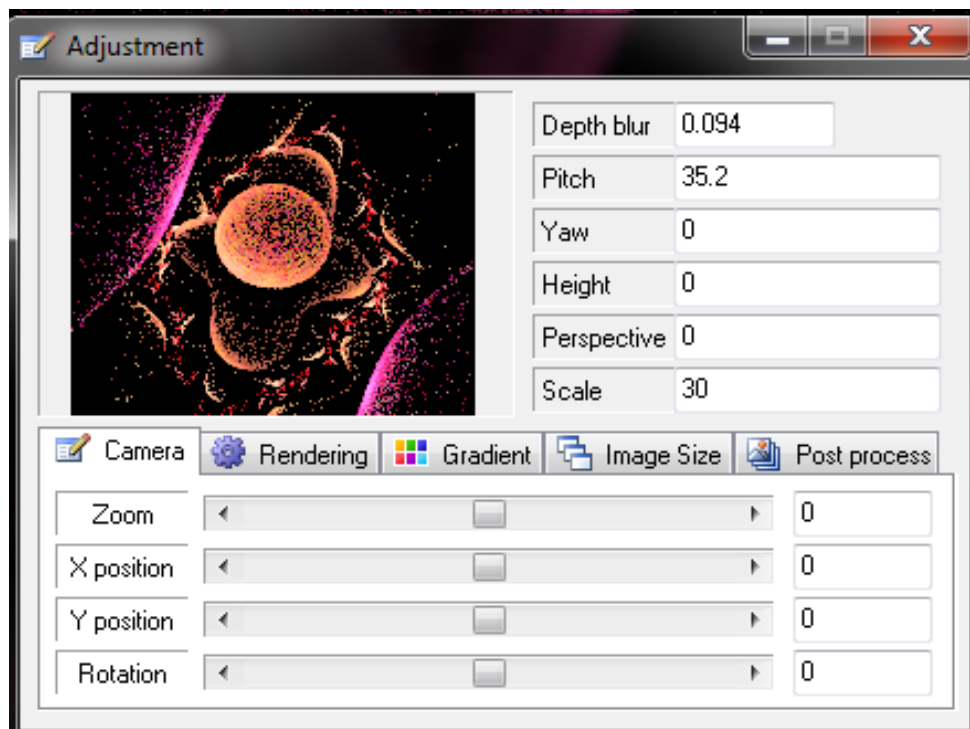 Adjustment
Depth blur 0.094
Pitch 35.2
Yaw 0
Height 0
Perspective 0
Scale 30
Camera Rendering Gradient Image Size Post process
Zoom 0
X position 0
Y position 0
Rotation 0